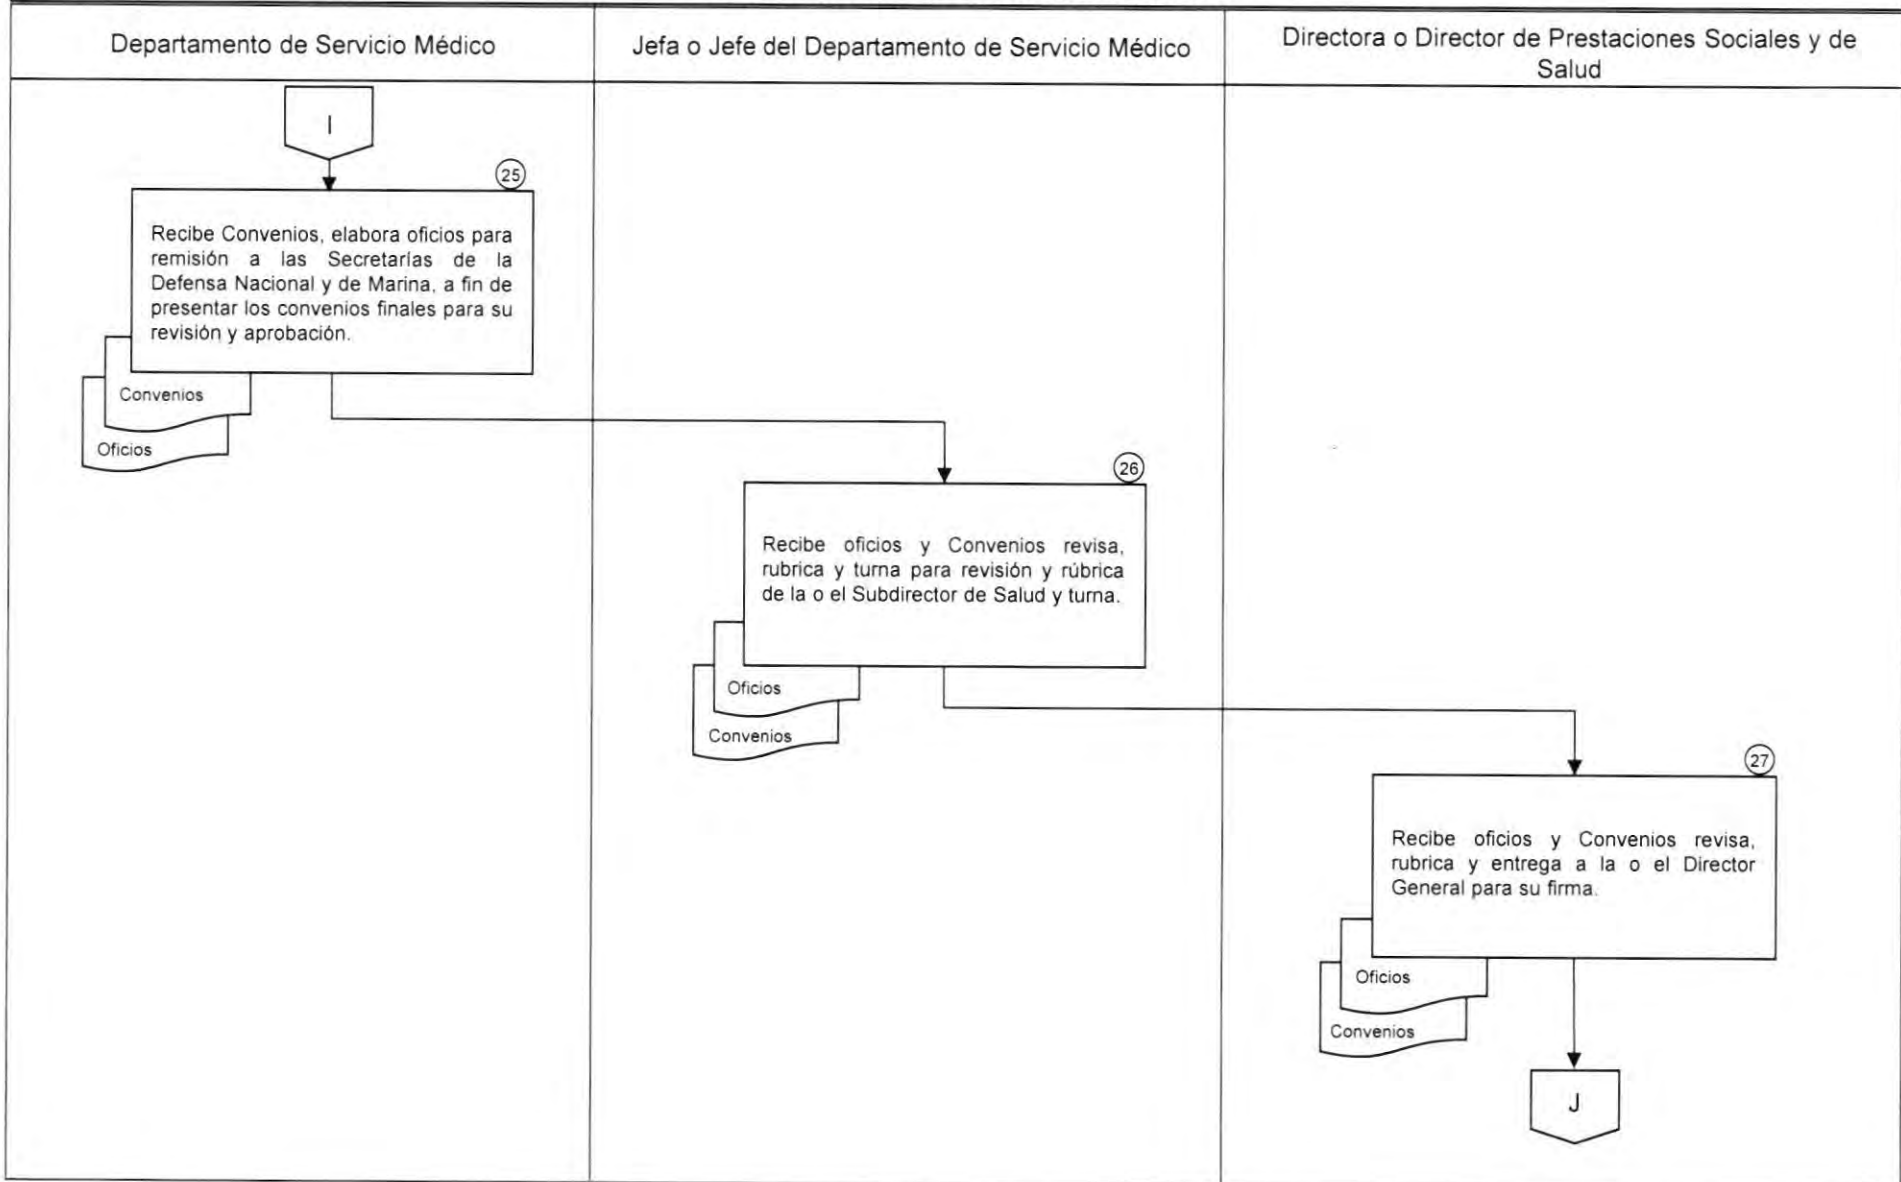 Departamento de Servicio Médico
Jefa o Jefe del Departamento de Servicio Médico
Directora o Director de Prestaciones Sociales y de
Salud
I
25
Recibe Convenios, elabora oficios para
remisión a las Secretarías de la
Defensa Nacional y de Marina, a fin de
presentar los convenios finales para su
revisión y aprobación.
Convenios
Oficios
26
Recibe oficios y Convenios revisa,
rubrica y turna para revisión y rúbrica
de la o el Subdirector de Salud y turna.
Oficios
Convenios
27
Recibe oficios y Convenios revisa,
rubrica y entrega a la o el Director
General para su firma.
Oficios
Convenios
J